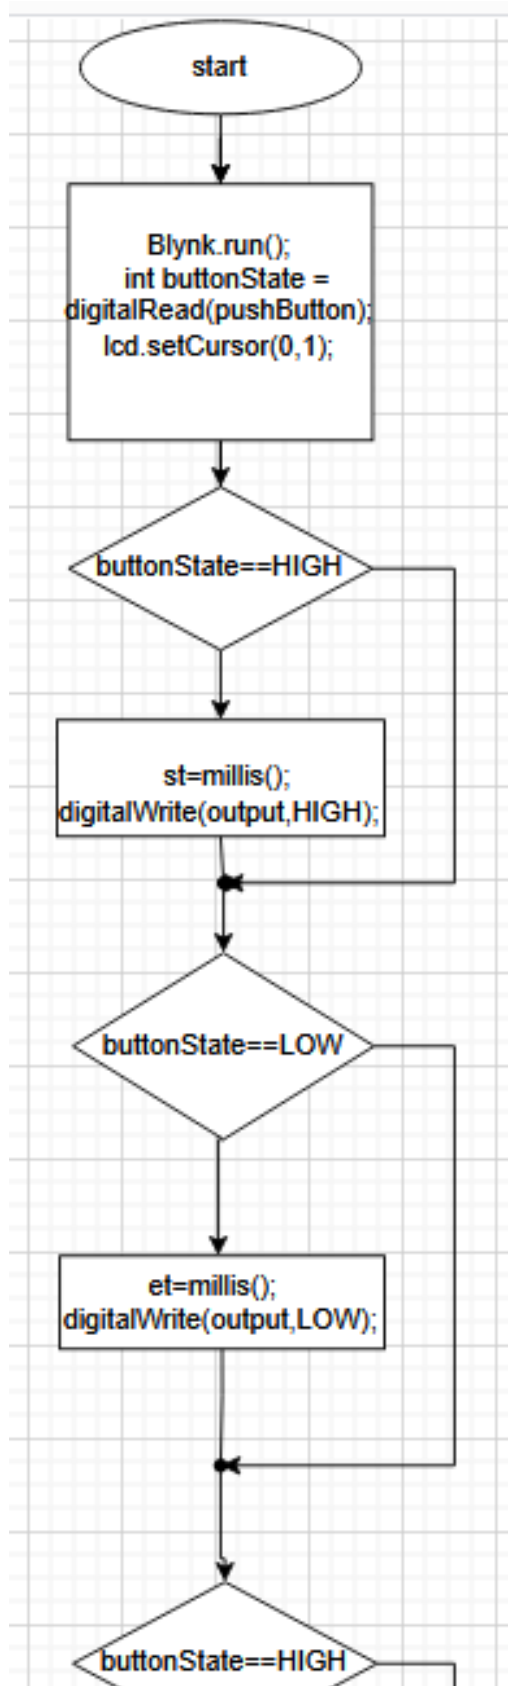 start
Blynk.run();
int buttonState =
digitalRead(pushButton);
lcd.setCursor(0,1);
buttonState==HIGH
st=millis();
digitalWrite(output,HIGH);
buttonState==LOW
et=millis();
digitalWrite(output,LOW);
buttonState==HIGH